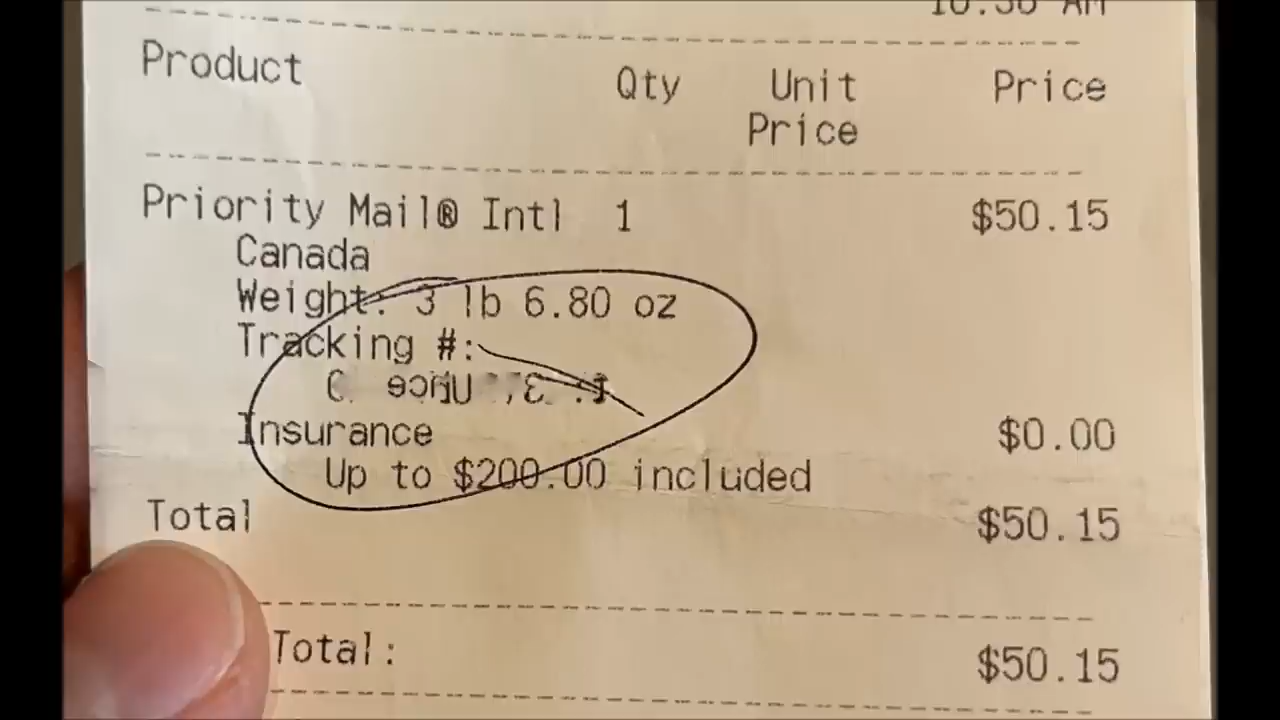 Product Qty Unit Price Price
Priority Mail® Intl 1 $50.15
Canada
Weight: 3 lb 6.80 oz
Tracking #:
Insurance $0.00
Up to $200.00 included
Total $50.15
Total: $50.15